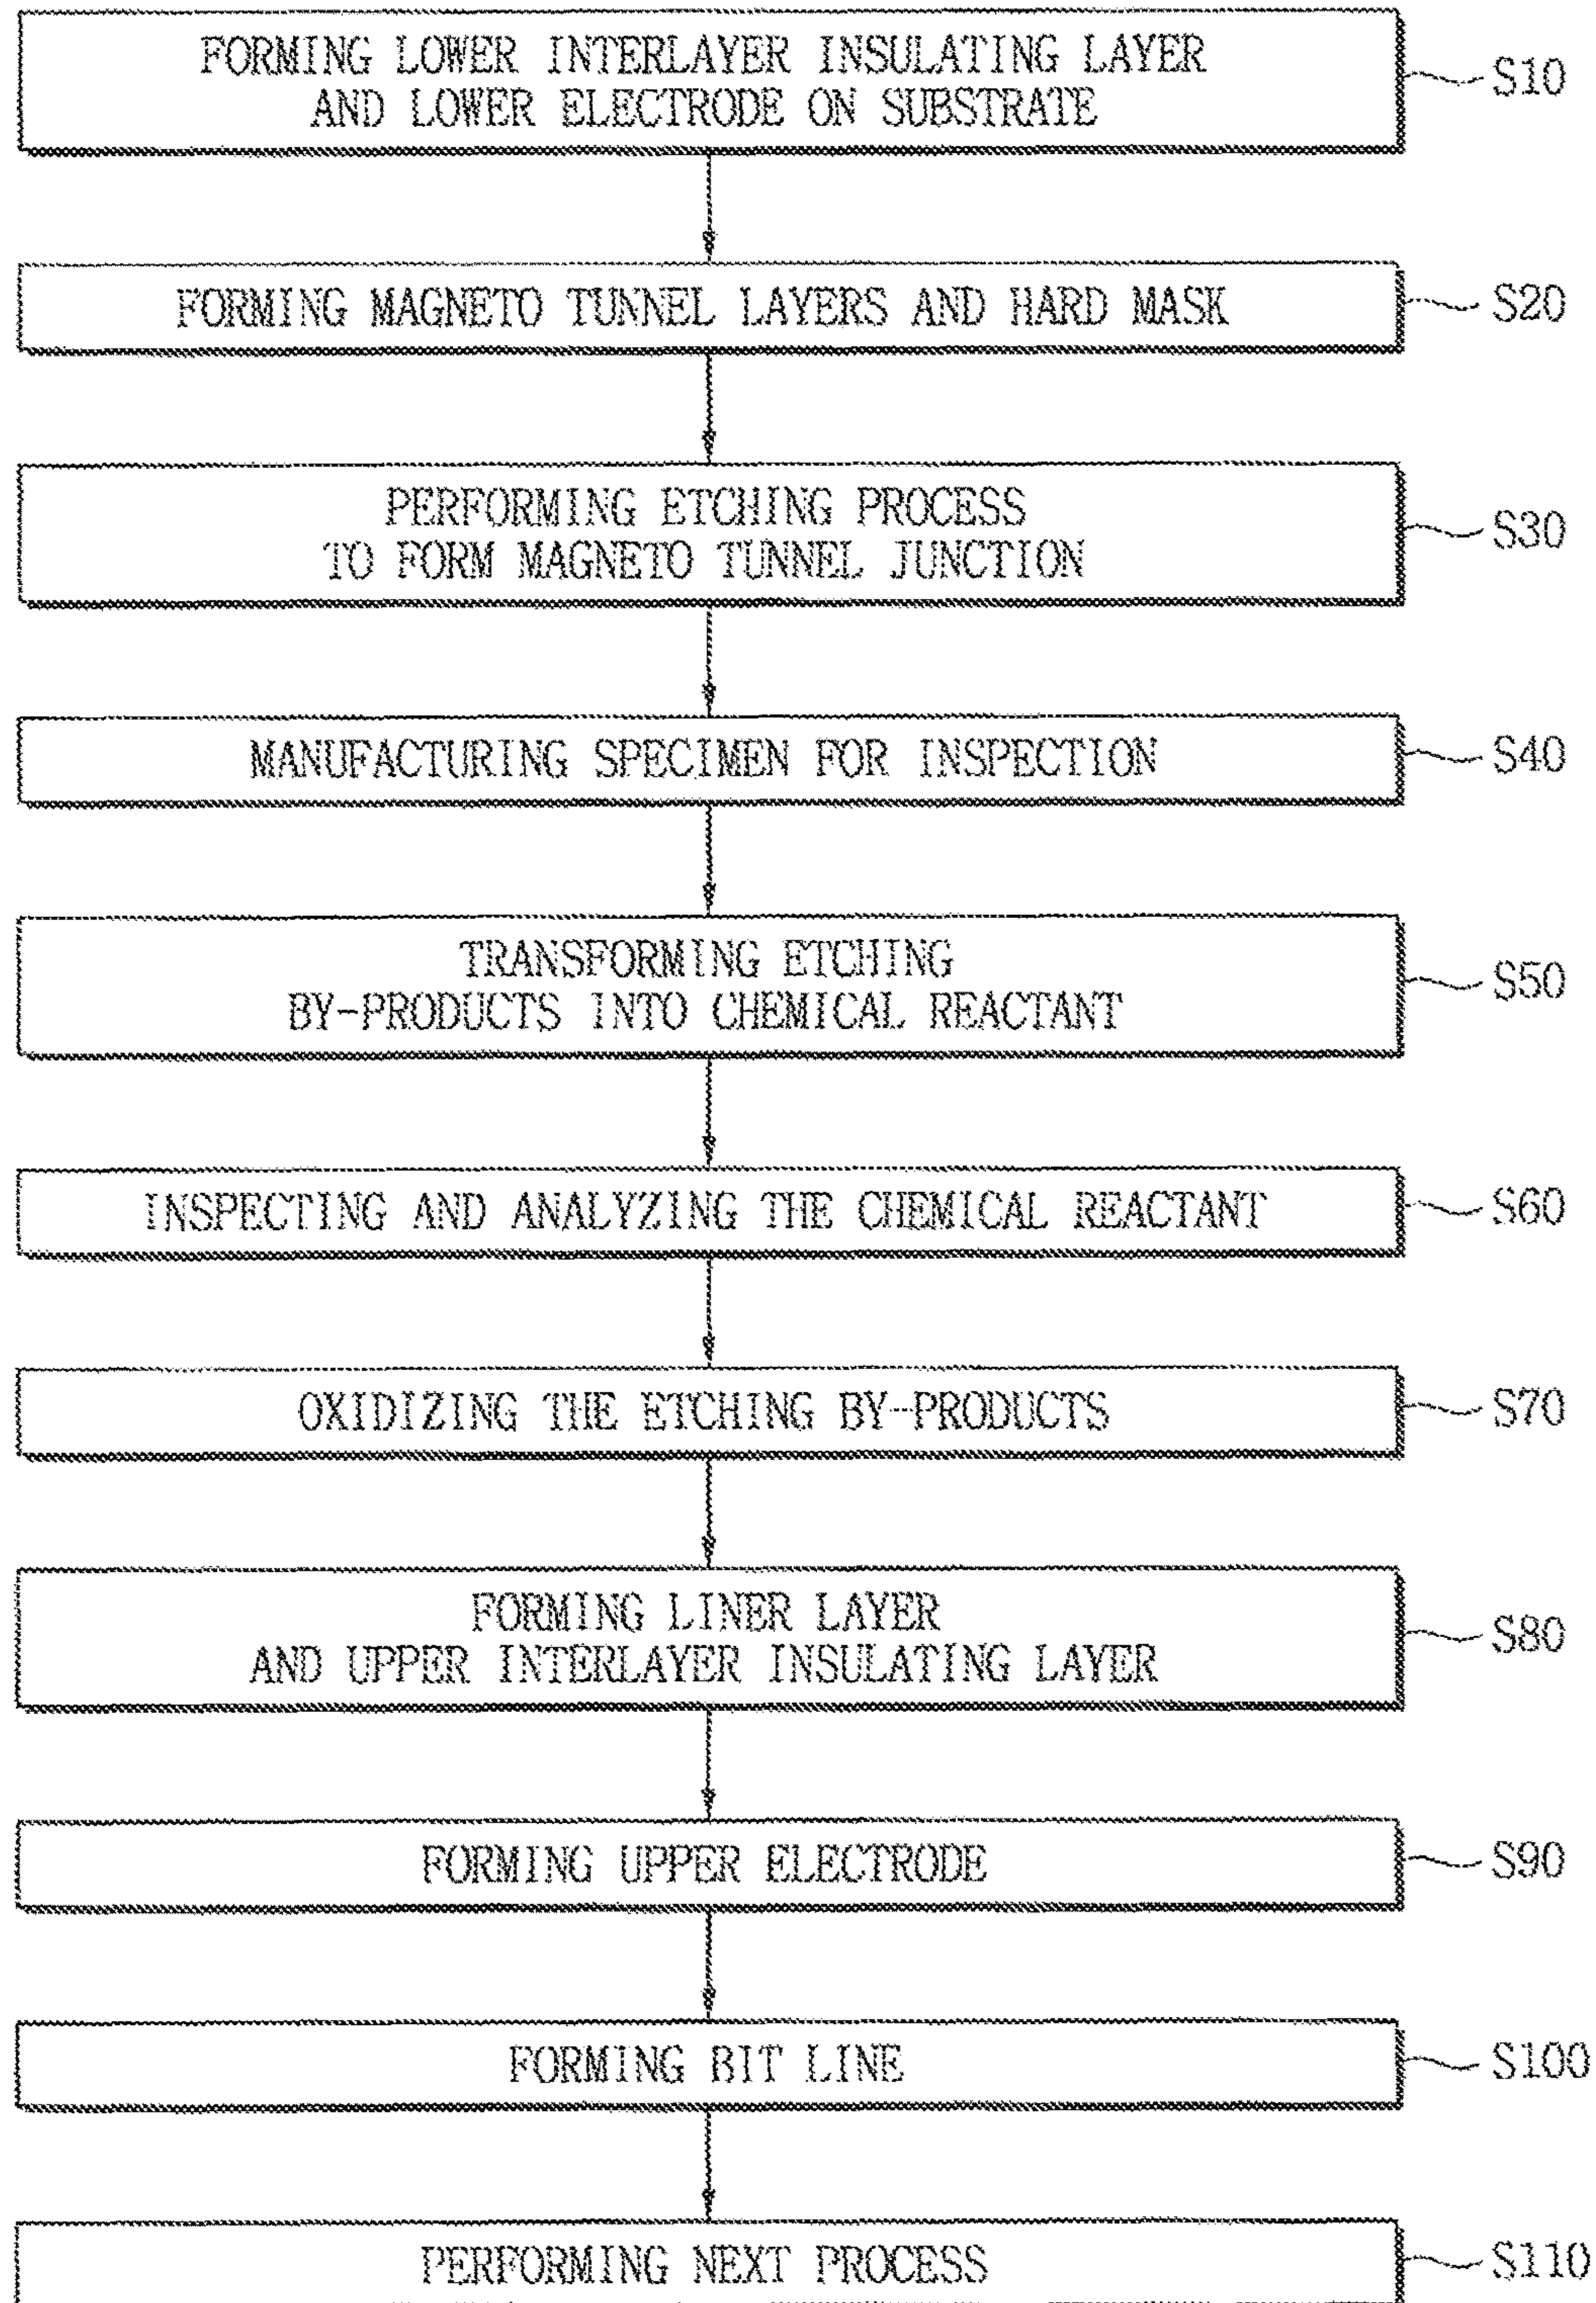 FORMING LOWER INTERLAYER INSULATING LAYER
AND LOWER ELECTRODE ON SUBSTRATE
S10
FORMING MAGNETO TUNNEL LAYERS AND HARD MASK
S20
PERFORMING ETCHING PROCESS
TO FORM MAGNETO TUNNEL JUNCTION
S30
MANUFACTURING SPECIMEN FOR INSPECTION
S40
TRANSFORMING ETCHING
BY-PRODUCTS INTO CHEMICAL REACTANT
S50
INSPECTING AND ANALYZING THE CHEMICAL REACTANT
S60
OXIDIZING THE ETCHING BY-PRODUCTS
S70
FORMING LINER LAYER
AND UPPER INTERLAYER INSULATING LAYER
S80
FORMING UPPER ELECTRODE
S90
FORMING BIT LINE
S100
PERFORMING NEXT PROCESS
S110